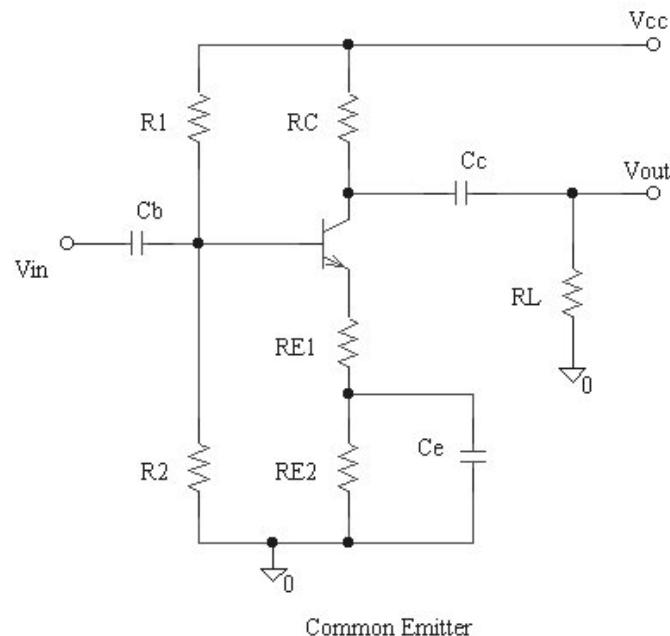 Vcc
R1
RC
Cc
Vout
Cb
Vin
RL
RE1
0
R2
RE2
Ce
0
Common Emitter